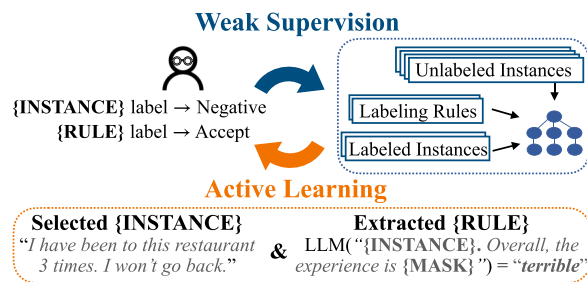 Weak Supervision
{INSTANCE} label → Negative
{RULE} label → Accept
Unlabeled Instances
Labeling Rules
Labeled Instances
Active Learning
Selected {INSTANCE}
“I have been to this restaurant
3 times. I won’t go back.”
&
Extracted {RULE}
LLM(“{INSTANCE}. Overall, the
experience is {MASK}”) = “terrible”